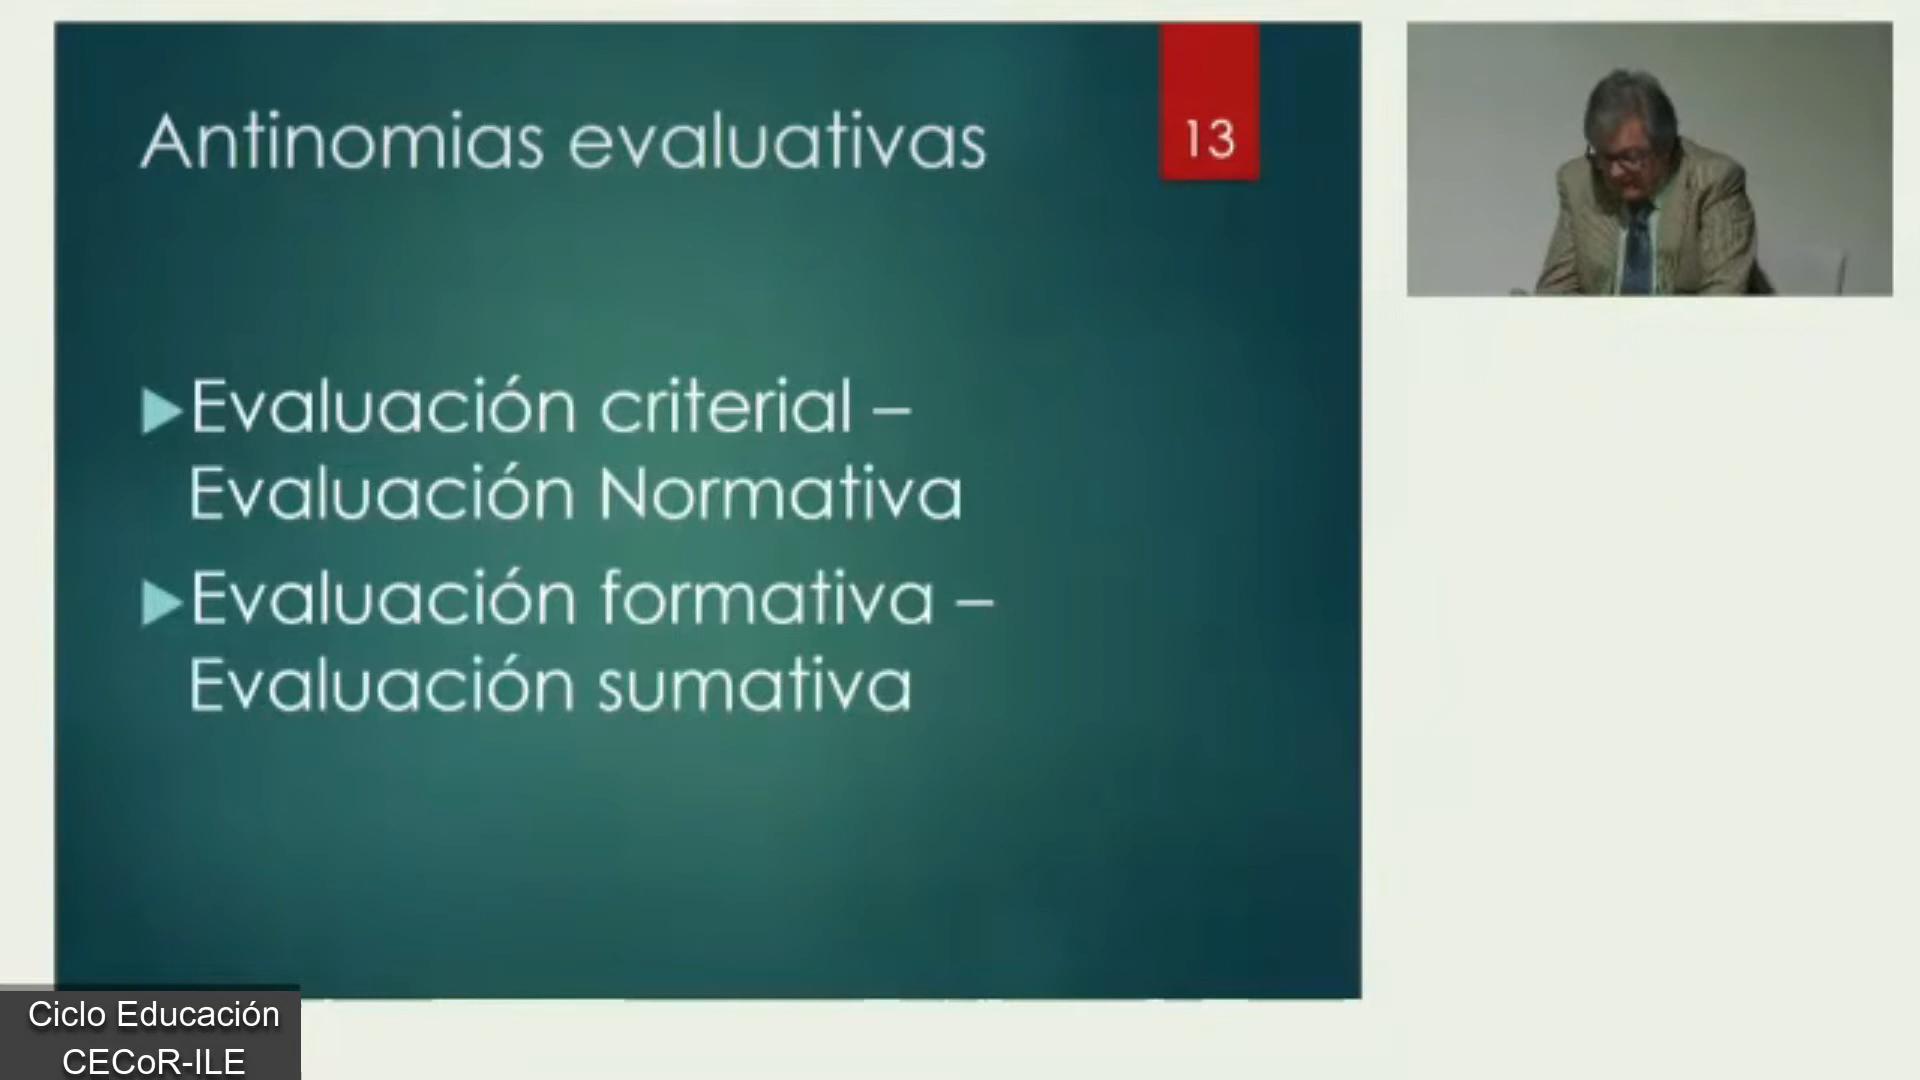 Antinomias evaluativas
13
Evaluación criterial –
Evaluación Normativa
Evaluación formativa –
Evaluación sumativa
Ciclo Educación
CECoR-ILE